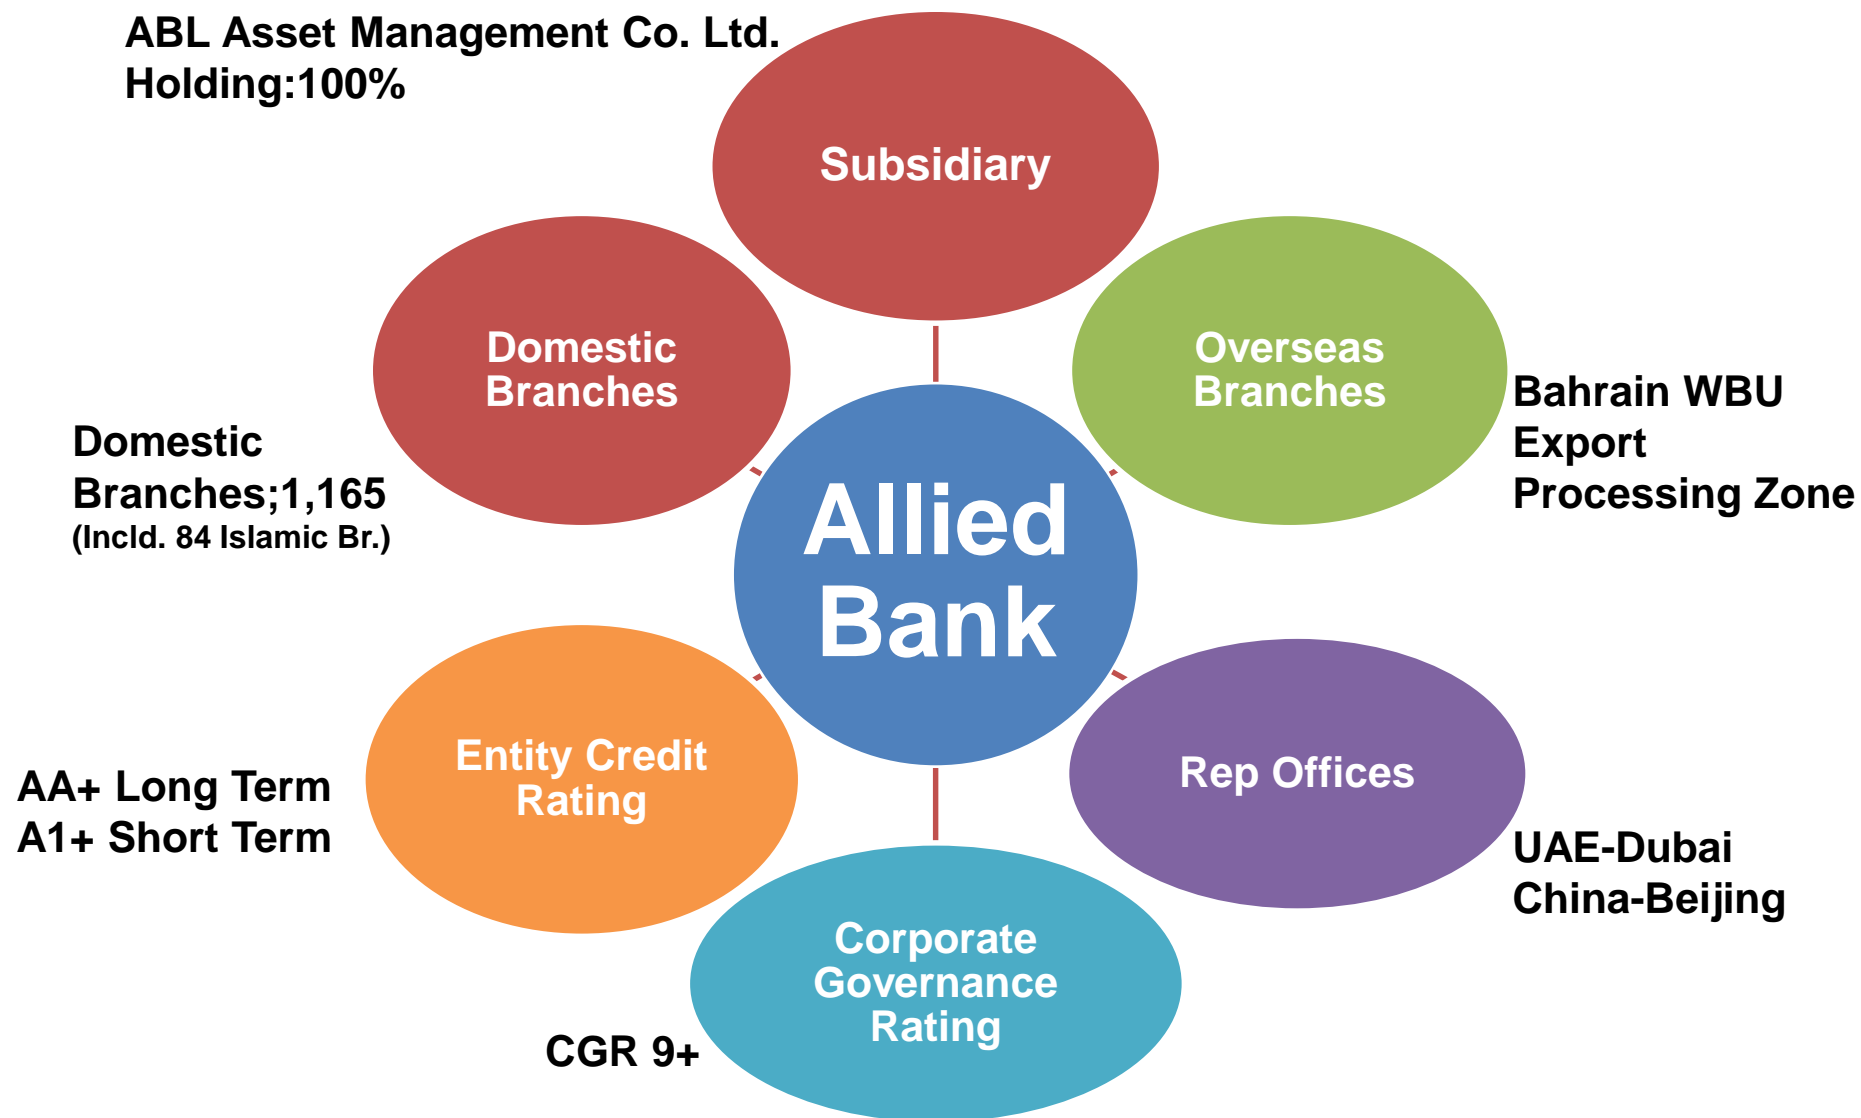 ABL Asset Management Co. Ltd.
Holding:100%
Subsidiary
Domestic
Branches
Overseas
Branches
Domestic
Branches;1,165
(Incld. 84 Islamic Br.)
Bahrain WBU
Export
Processing Zone
Allied
Bank
Entity Credit
Rating
Rep Offices
AA+ Long Term
A1+ Short Term
UAE-Dubai
China-Beijing
Corporate
Governance
Rating
CGR 9+